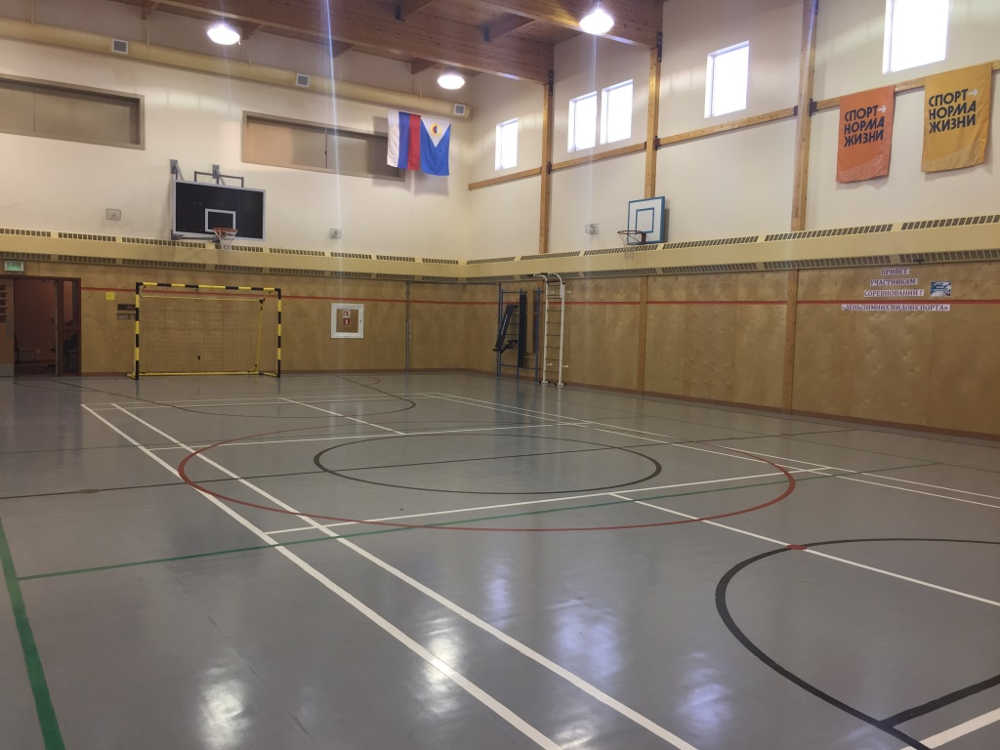 СПОРТ
НОРМА
ЖИЗНИ
СПОРТ
НОРМА
ЖИЗНИ
ПРИВЕТ
УЧАСТНИКАМ
СОРЕВНОВАНИЙ!
«ДЕНЬ ЗИМНИХ ВИДОВ СПОРТА»